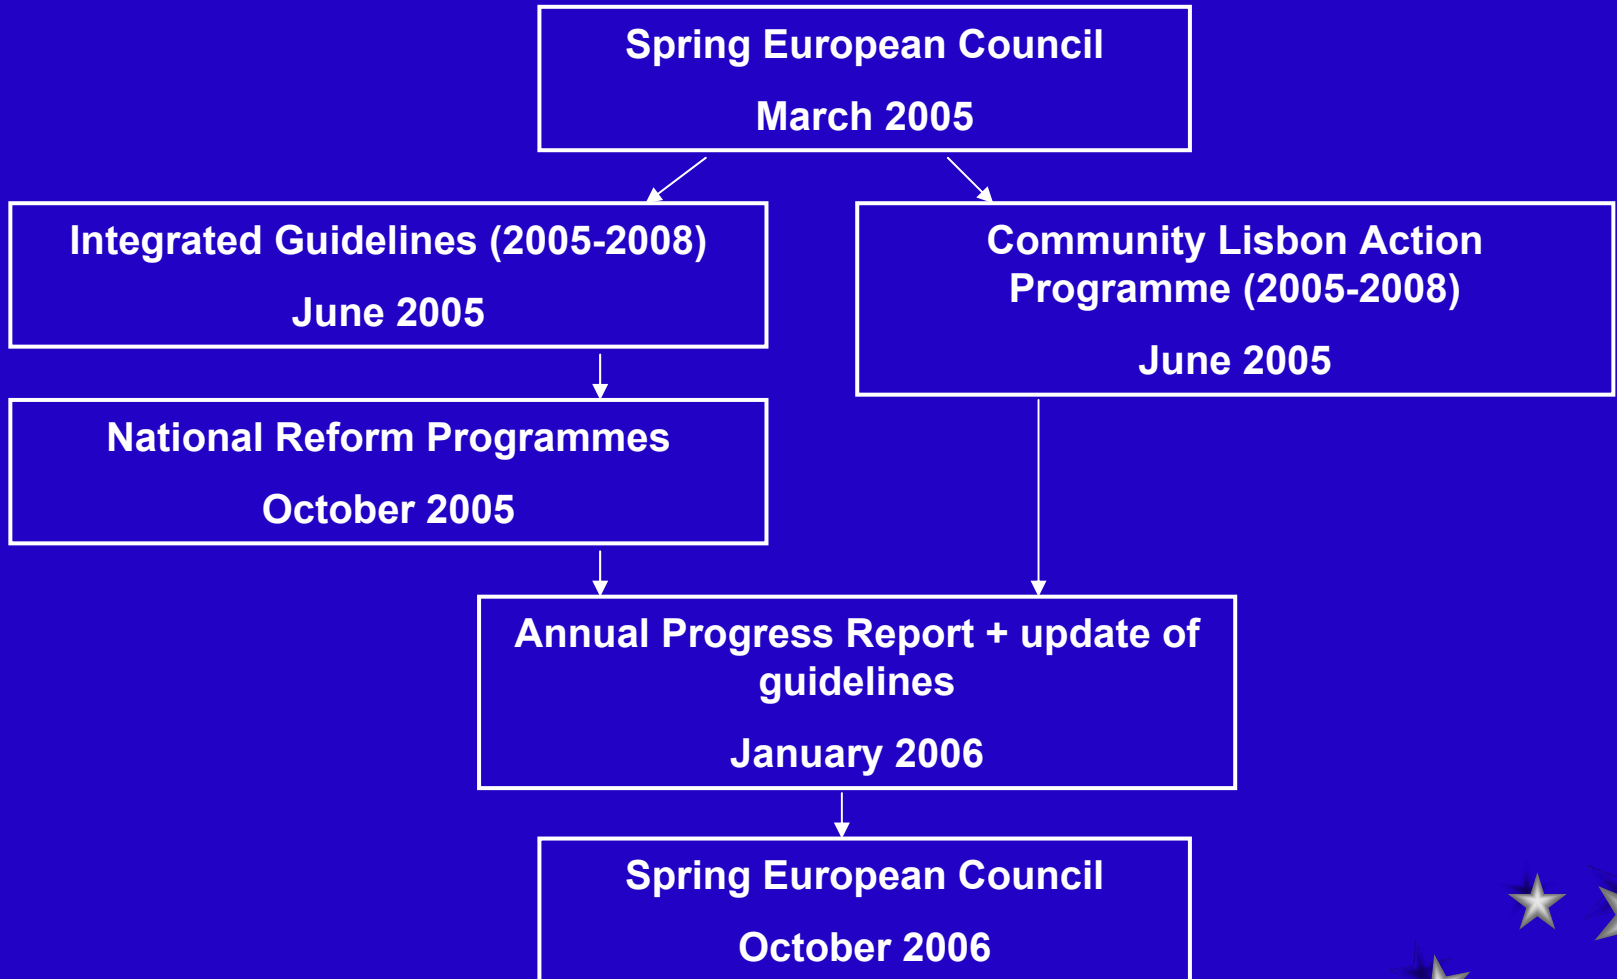 Spring European Council
March 2005
Integrated Guidelines (2005-2008)
June 2005
Community Lisbon Action
Programme (2005-2008)
June 2005
National Reform Programmes
October 2005
Annual Progress Report + update of
guidelines
January 2006
Spring European Council
October 2006